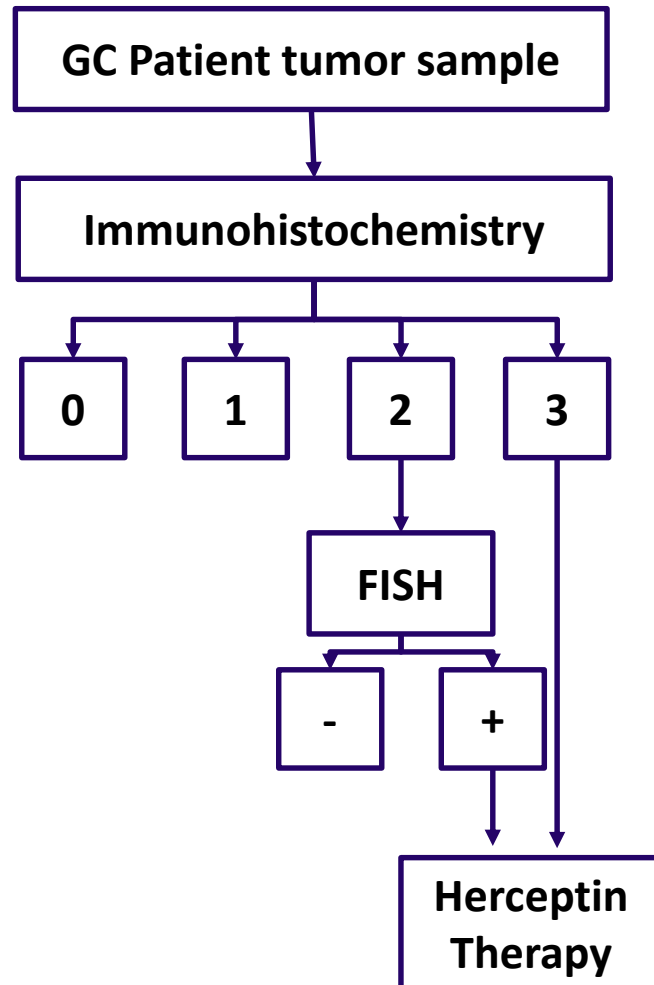 GC Patient tumor sample
Immunohistochemistry
0
1
2
3
FISH
-
+
Herceptin
Therapy